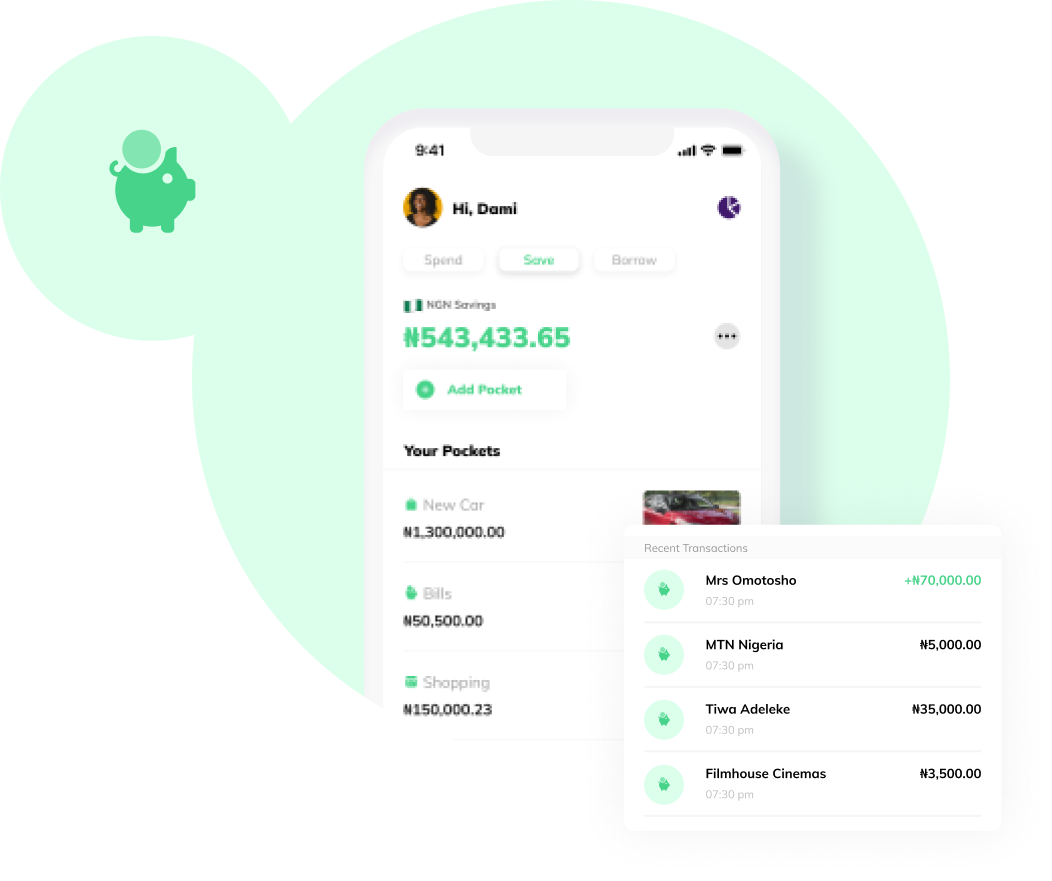 9:41
Hi, Dami
Spend Save Borrow
NGN Savings
₦543,433.65
Add Pocket
Your Pockets
New Car
₦1,300,000.00
Bills
₦50,500.00
Shopping
₦150,000.23
Recent Transactions
Mrs Omotosho +₦70,000.00
07:30 pm
MTN Nigeria ₦5,000.00
07:30 pm
Tiwa Adeleke ₦35,000.00
07:30 pm
Filmhouse Cinemas ₦3,500.00
07:30 pm